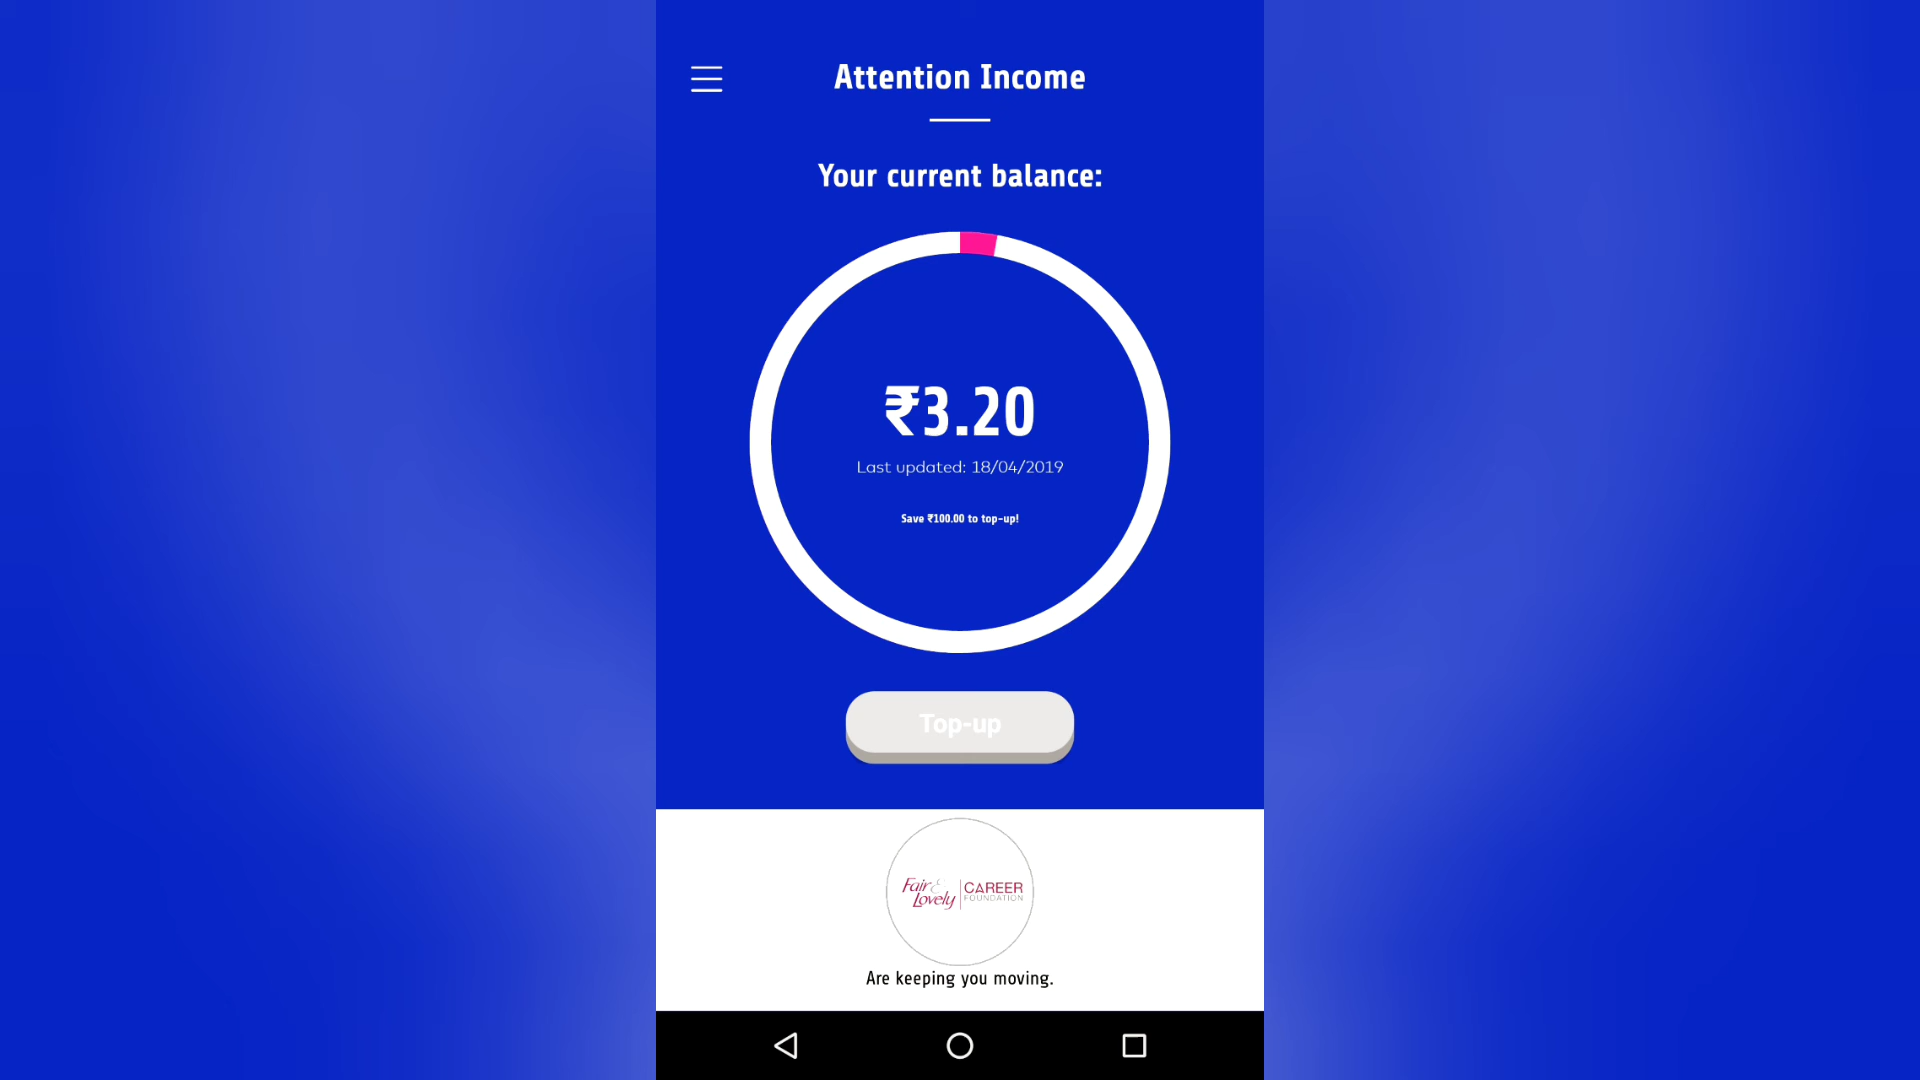 Attention Income
Your current balance:
₹3.20
Last updated: 18/04/2019
Save ₹100.00 to top-up!
Top-up
Fair & Lovely | CAREER FOUNDATION
Are keeping you moving.